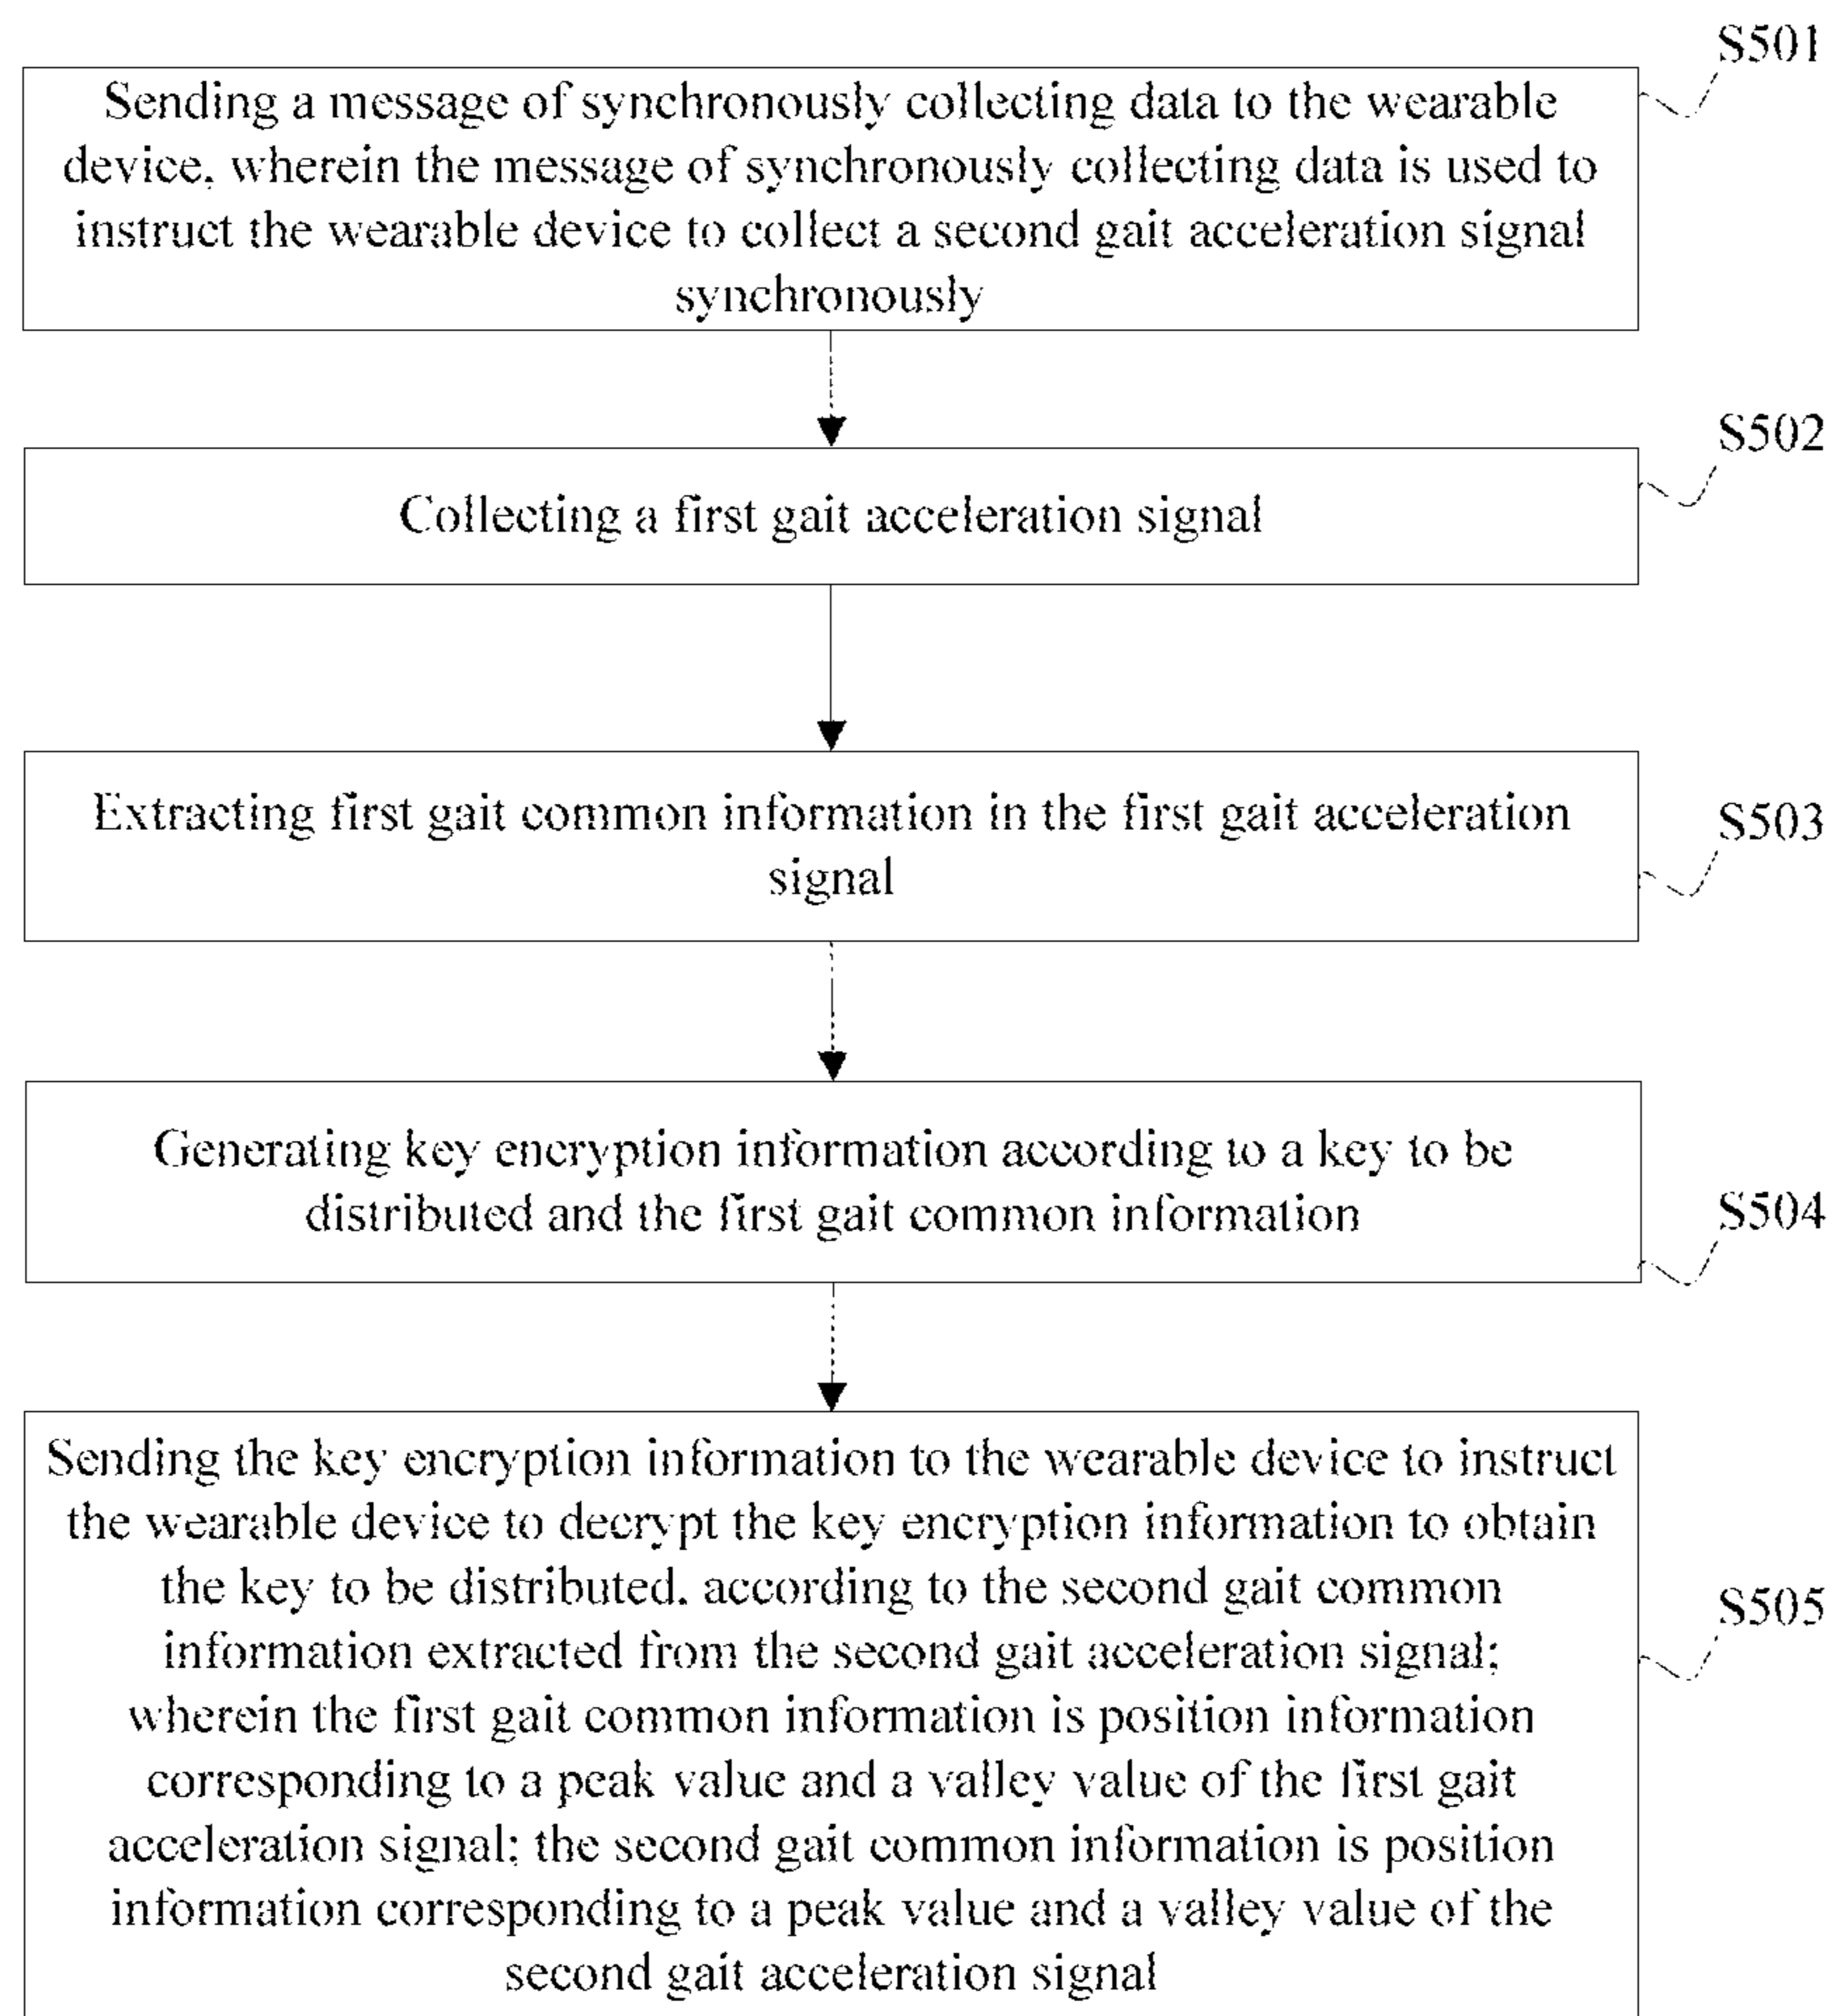 S501
Sending a message of synchronously collecting data to the wearable
device, wherein the message of synchronously collecting data is used to
instruct the wearable device to collect a second gait acceleration signal
synchronously
S502
Collecting a first gait acceleration signal
S503
Extracting first gait common information in the first gait acceleration
signal
S504
Generating key encryption information according to a key to be
distributed and the first gait common information
S505
Sending the key encryption information to the wearable device to instruct
the wearable device to decrypt the key encryption information to obtain
the key to be distributed, according to the second gait common
information extracted from the second gait acceleration signal;
wherein the first gait common information is position information
corresponding to a peak value and a valley value of the first gait
acceleration signal; the second gait common information is position
information corresponding to a peak value and a valley value of the
second gait acceleration signal